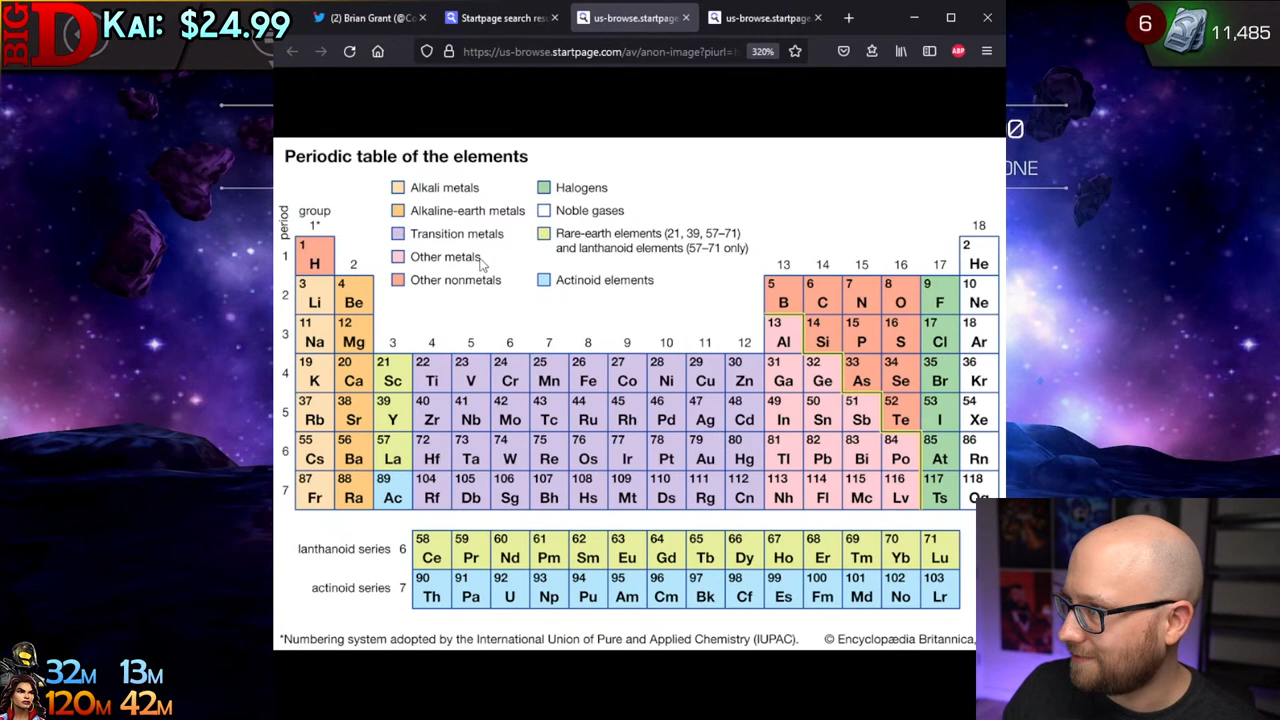 BIG
D
Kai: $24.99
(2) Brian Grant (@Co
Startpage search resu
us-browse.startpage
us-browse.startpage
https://us-browse.startpage.com/av/anon-image?piurl=
320%
ABP
6
11,485
0
ONE
Periodic table of the elements
Alkali metals
Halogens
Alkaline-earth metals
Noble gases
Transition metals
Rare-earth elements (21, 39, 57–71)
and lanthanoid elements (57–71 only)
Other metals
Other nonmetals
Actinoid elements
period
group
1* 2 3 4 5 6 7 8 9 10 11 12 13 14 15 16 17 18
1
1 2
H He
2
3 4 5 6 7 8 9 10
Li Be B C N O F Ne
3
11 12 13 14 15 16 17 18
Na Mg Al Si P S Cl Ar
4
19 20 21 22 23 24 25 26 27 28 29 30 31 32 33 34 35 36
K Ca Sc Ti V Cr Mn Fe Co Ni Cu Zn Ga Ge As Se Br Kr
5
37 38 39 40 41 42 43 44 45 46 47 48 49 50 51 52 53 54
Rb Sr Y Zr Nb Mo Tc Ru Rh Pd Ag Cd In Sn Sb Te I Xe
6
55 56 57 72 73 74 75 76 77 78 79 80 81 82 83 84 85 86
Cs Ba La Hf Ta W Re Os Ir Pt Au Hg Tl Pb Bi Po At Rn
7
87 88 89 104 105 106 107 108 109 110 111 112 113 114 115 116 117 118
Fr Ra Ac Rf Db Sg Bh Hs Mt Ds Rg Cn Nh Fl Mc Lv Ts
lanthanoid series 6
58 59 60 61 62 63 64 65 66 67 68 69 70 71
Ce Pr Nd Pm Sm Eu Gd Tb Dy Ho Er Tm Yb Lu
actinoid series 7
90 91 92 93 94 95 96 97 98 99 100 101 102 103
Th Pa U Np Pu Am Cm Bk Cf Es Fm Md No Lr
*Numbering system adopted by the International Union of Pure and Applied Chemistry (IUPAC).
© Encyclopædia Britannica,
32M 13M
120M 42M